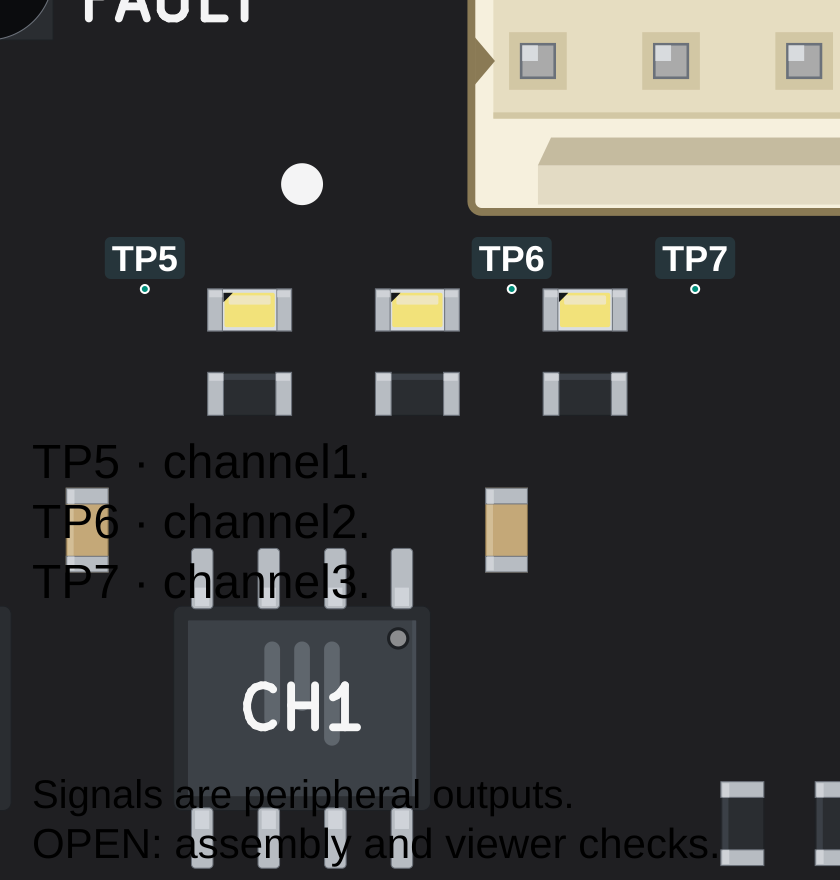 FAULT
TP5 TP6 TP7
TP5 · channel1.
TP6 · channel2.
TP7 · channel3.
CH1
Signals are peripheral outputs.
OPEN: assembly and viewer checks.